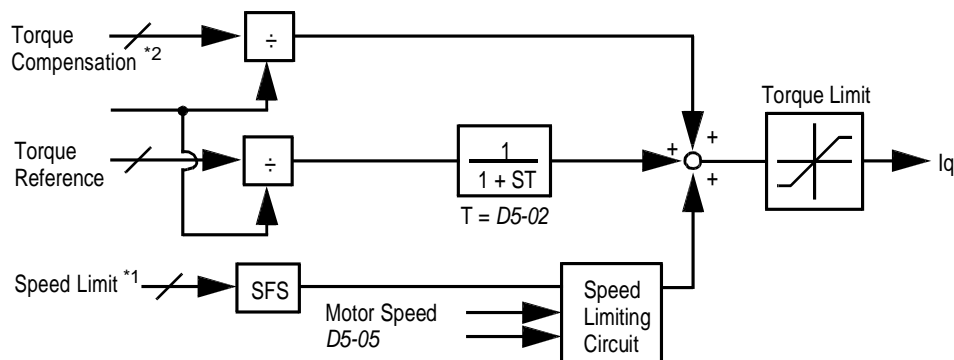 Torque
Compensation *2
÷
Torque Limit
+
+
+
Torque
Reference
÷
1
1 + ST
T = D5-02
Iq
Speed Limit *1
SFS
Motor Speed
D5-05
Speed
Limiting
Circuit